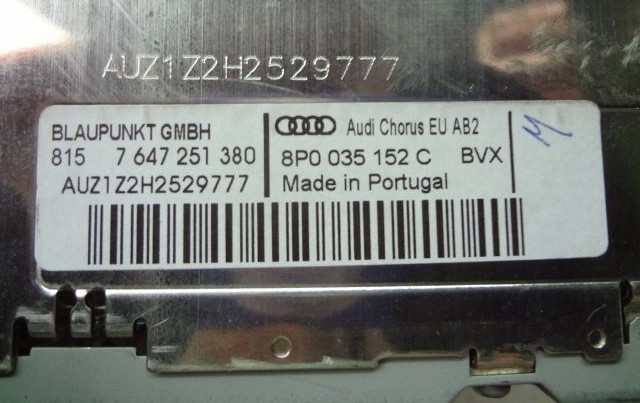 AUZ1Z2H2529777
BLAUPUNKT GMBH
815 7 647 251 380
AUZ1Z2H2529777
Audi Chorus EU AB2
8P0 035 152 C BVX
Made in Portugal
M